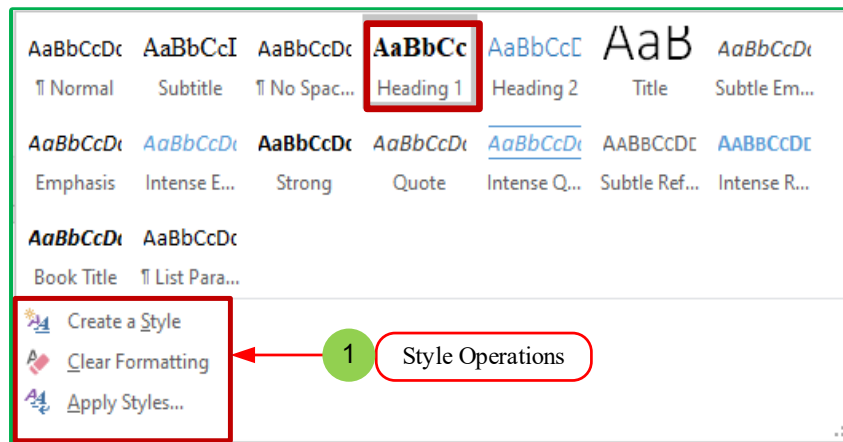 AaBbCcDc AaBbCcI AaBbCcDc AaBbCc AaBbCcC AaB AaBbCcDc
¶ Normal Subtitle ¶ No Spac... Heading 1 Heading 2 Title Subtle Em...
AaBbCcDc AaBbCcDc AaBbCcDc AaBbCcDc AaBbCcDc AABBCCDE AABBCCDE
Emphasis Intense E... Strong Quote Intense Q... Subtle Ref... Intense R...
AaBbCcDc AaBbCcDc
Book Title ¶ List Para...
Create a Style
Clear Formatting
1 Style Operations
Apply Styles...